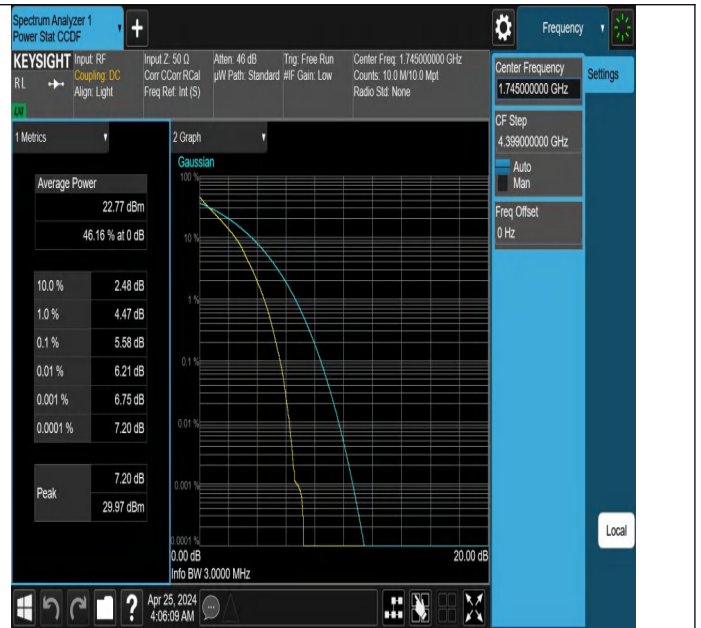 Spectrum Analyzer 1
Power Stat CCDF
+
Frequency
KEYSIGHT
RL
LXI
Input: RF
Coupling: DC
Align: Light
Input Z: 50 Ω
Corr CCorr RCal
Freq Ref: Int (S)
Atten: 46 dB
µW Path: Standard
Trig: Free Run
#IF Gain: Low
Center Freq: 1.745000000 GHz
Counts: 10.0 M/10.0 Mpt
Radio Std: None
Center Frequency
1.745000000 GHz
Settings
CF Step
4.399000000 GHz
Auto
Man
Freq Offset
0 Hz
1 Metrics
Average Power
22.77 dBm
46.16 % at 0 dB
10.0 % 2.48 dB
1.0 % 4.47 dB
0.1 % 5.58 dB
0.01 % 6.21 dB
0.001 % 6.75 dB
0.0001 % 7.20 dB
Peak
7.20 dB
29.97 dBm
2 Graph
Gaussian
100 %
10 %
1 %
0.1 %
0.01 %
0.001 %
0.0001 %
0.00 dB 20.00 dB
Info BW 3.0000 MHz
Local
?
Apr 25, 2024
4:06:09 AM